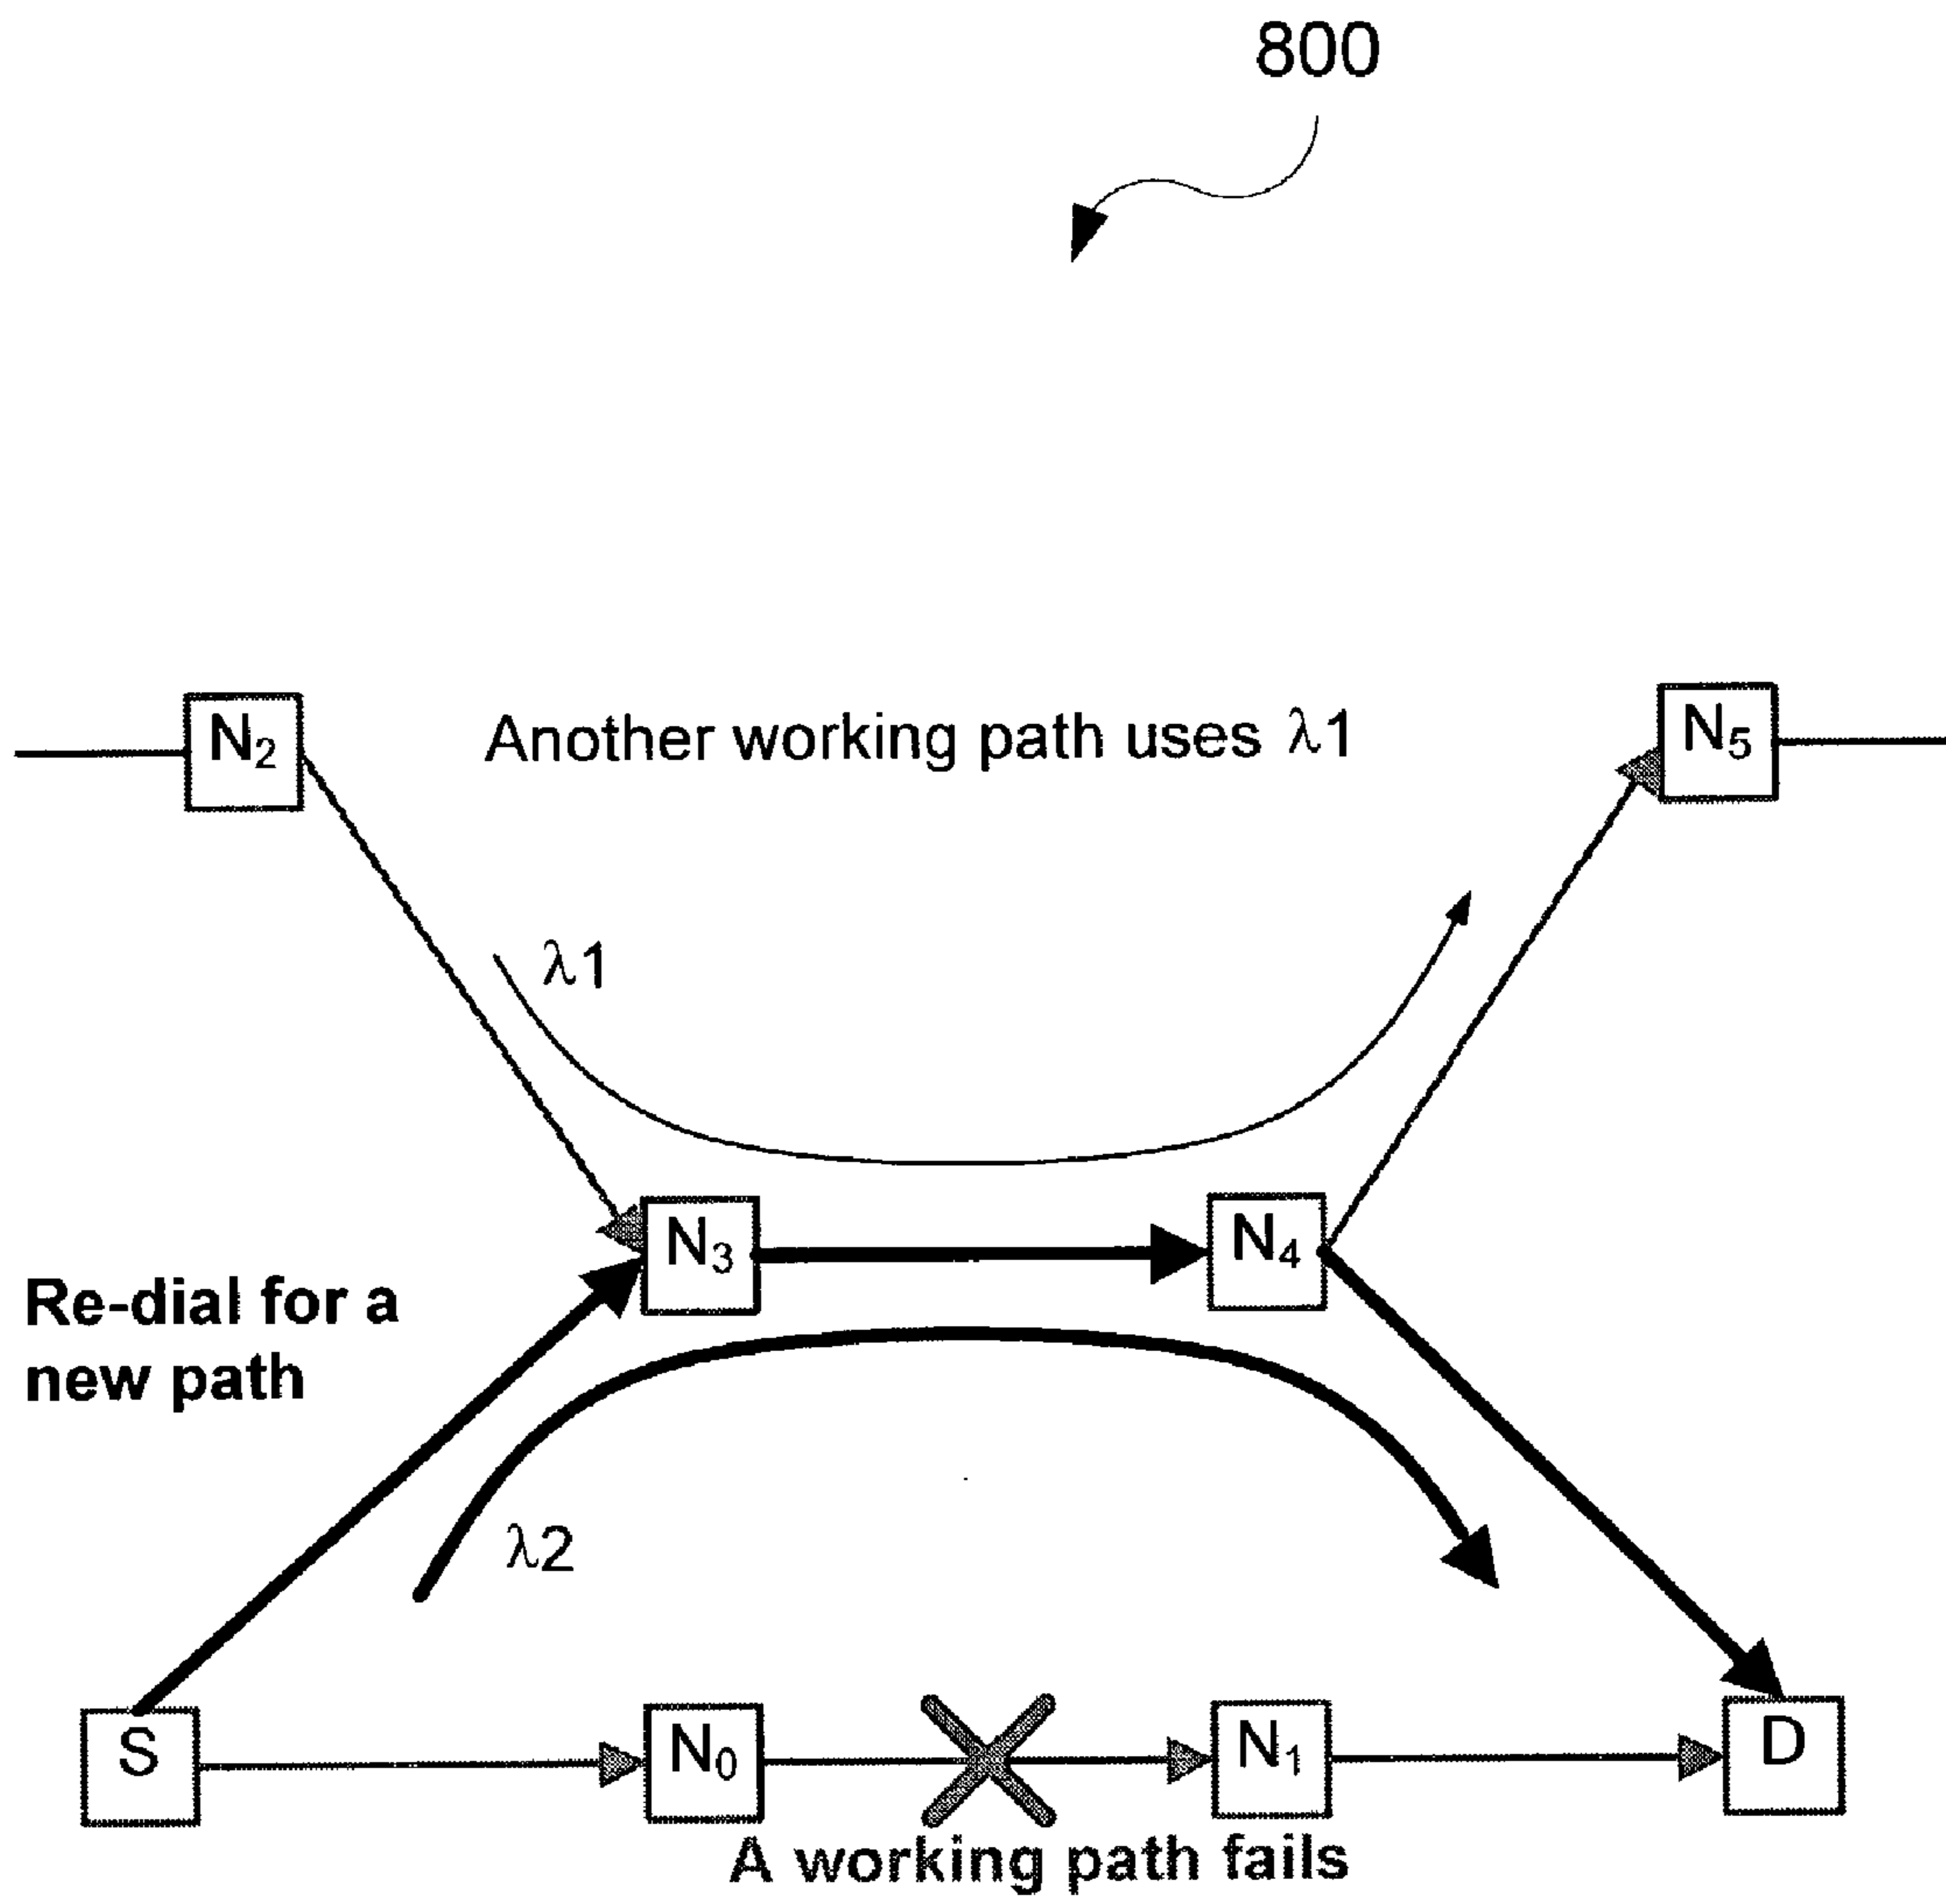 800
N2
Another working path uses λ1
N5
λ1
N3
N4
Re-dial for a
new path
λ2
S
N0
N1
D
A working path fails